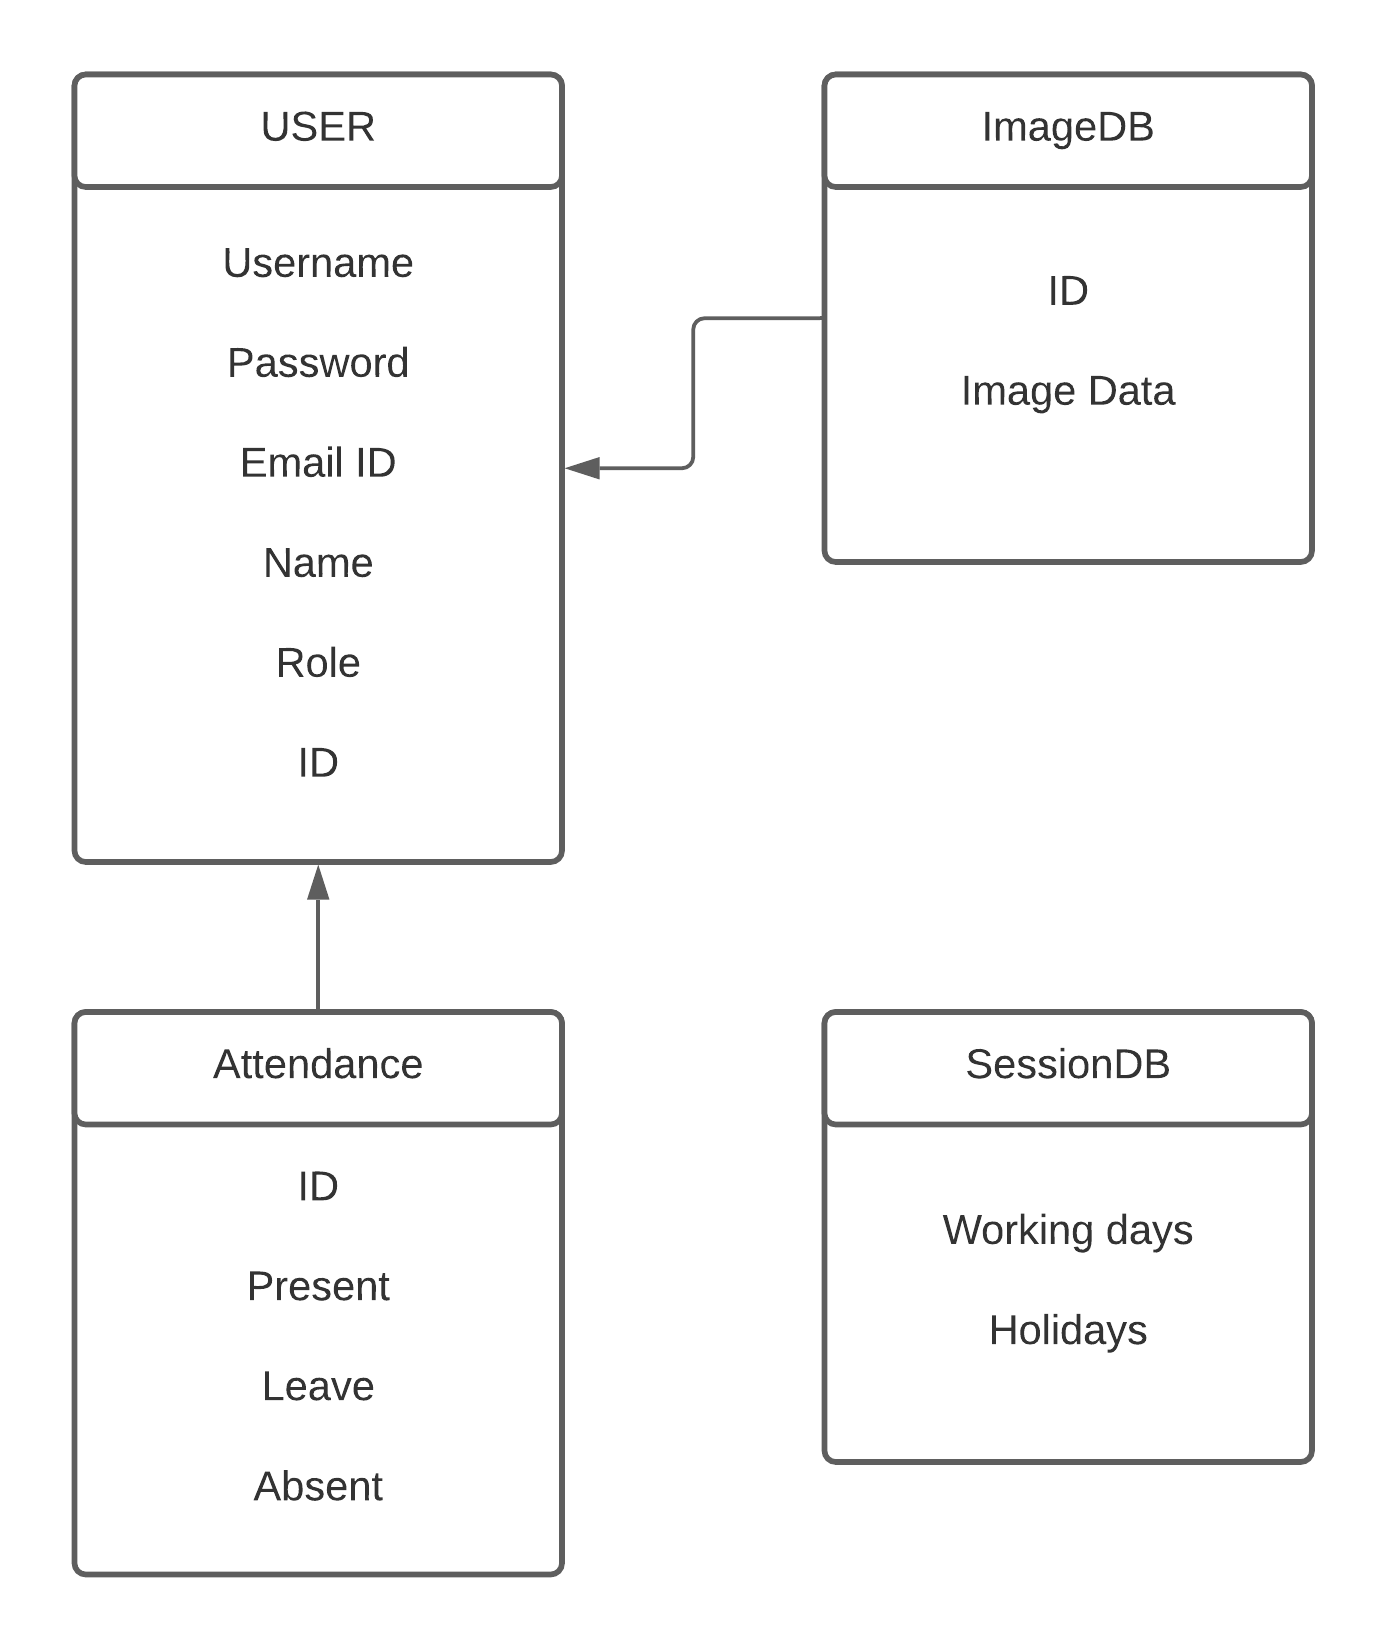 USER
Username
Password
Email ID
Name
Role
ID
ImageDB
ID
Image Data
Attendance
ID
Present
Leave
Absent
SessionDB
Working days
Holidays